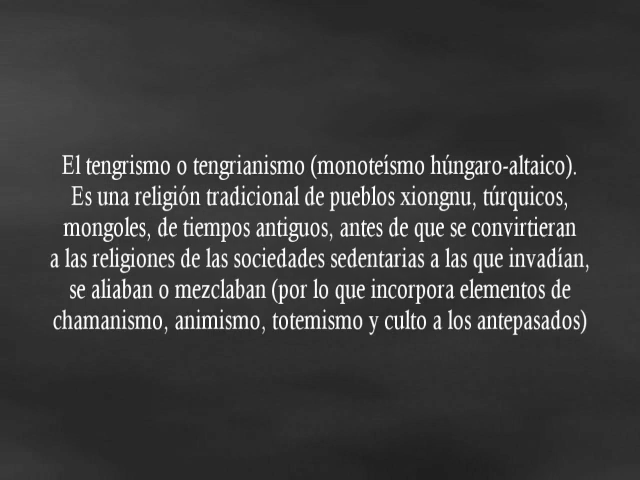 El tengrismo o tengrianismo (monoteísmo húngaro-altaico).
Es una religión tradicional de pueblos xiongnu, túrquicos,
mongoles, de tiempos antiguos, antes de que se convirtieran
a las religiones de las sociedades sedentarias a las que invadían,
se aliaban o mezclaban (por lo que incorpora elementos de
chamanismo, animismo, totemismo y culto a los antepasados)